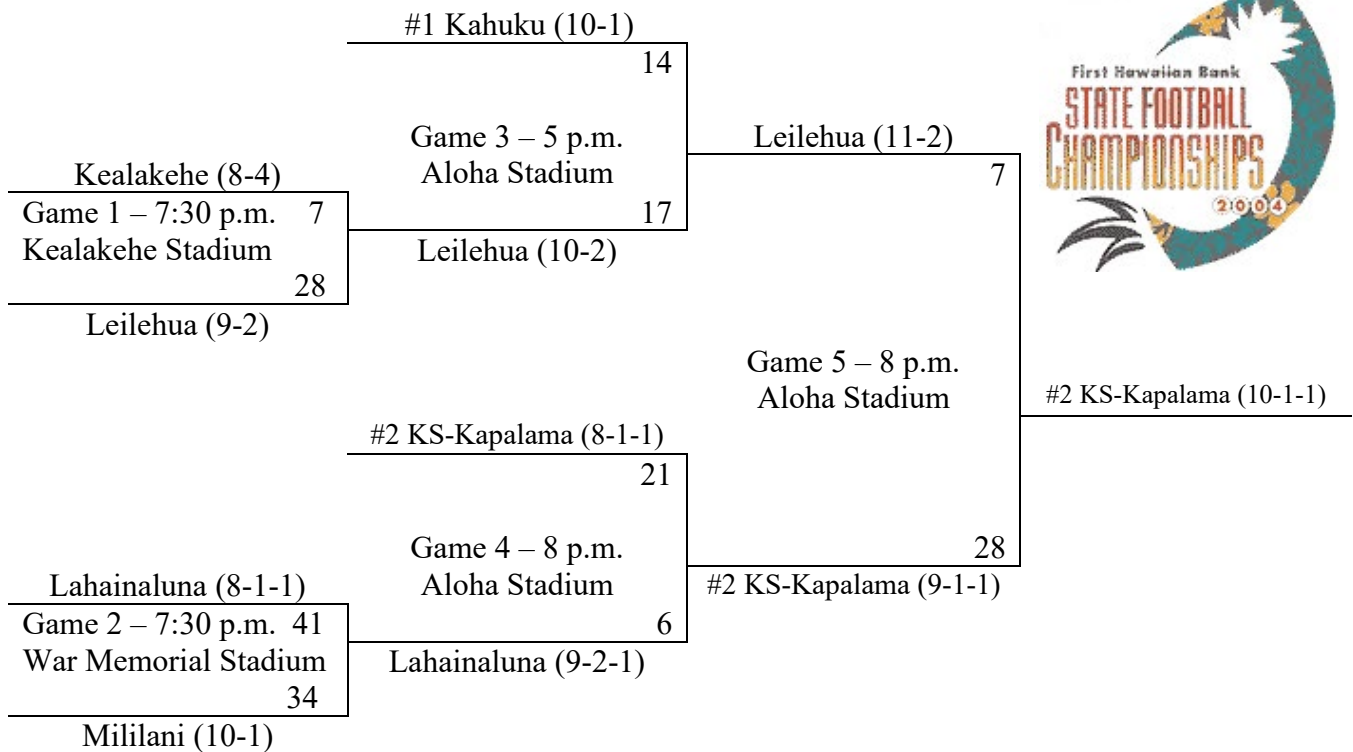 #1 Kahuku (10-1)
14
Game 3 – 5 p.m.
Aloha Stadium
17
Leilehua (10-2)
Kealakehe (8-4)
Game 1 – 7:30 p.m. 7
Kealakehe Stadium
28
Leilehua (9-2)
Leilehua (11-2)
7
Game 5 – 8 p.m.
Aloha Stadium
28
#2 KS-Kapalama (9-1-1)
#2 KS-Kapalama (10-1-1)
#2 KS-Kapalama (8-1-1)
21
Game 4 – 8 p.m.
Aloha Stadium
6
Lahainaluna (9-2-1)
Lahainaluna (8-1-1)
Game 2 – 7:30 p.m. 41
War Memorial Stadium
34
Mililani (10-1)
First Hawaiian Bank
STATE FOOTBALL
CHAMPIONSHIPS
2004